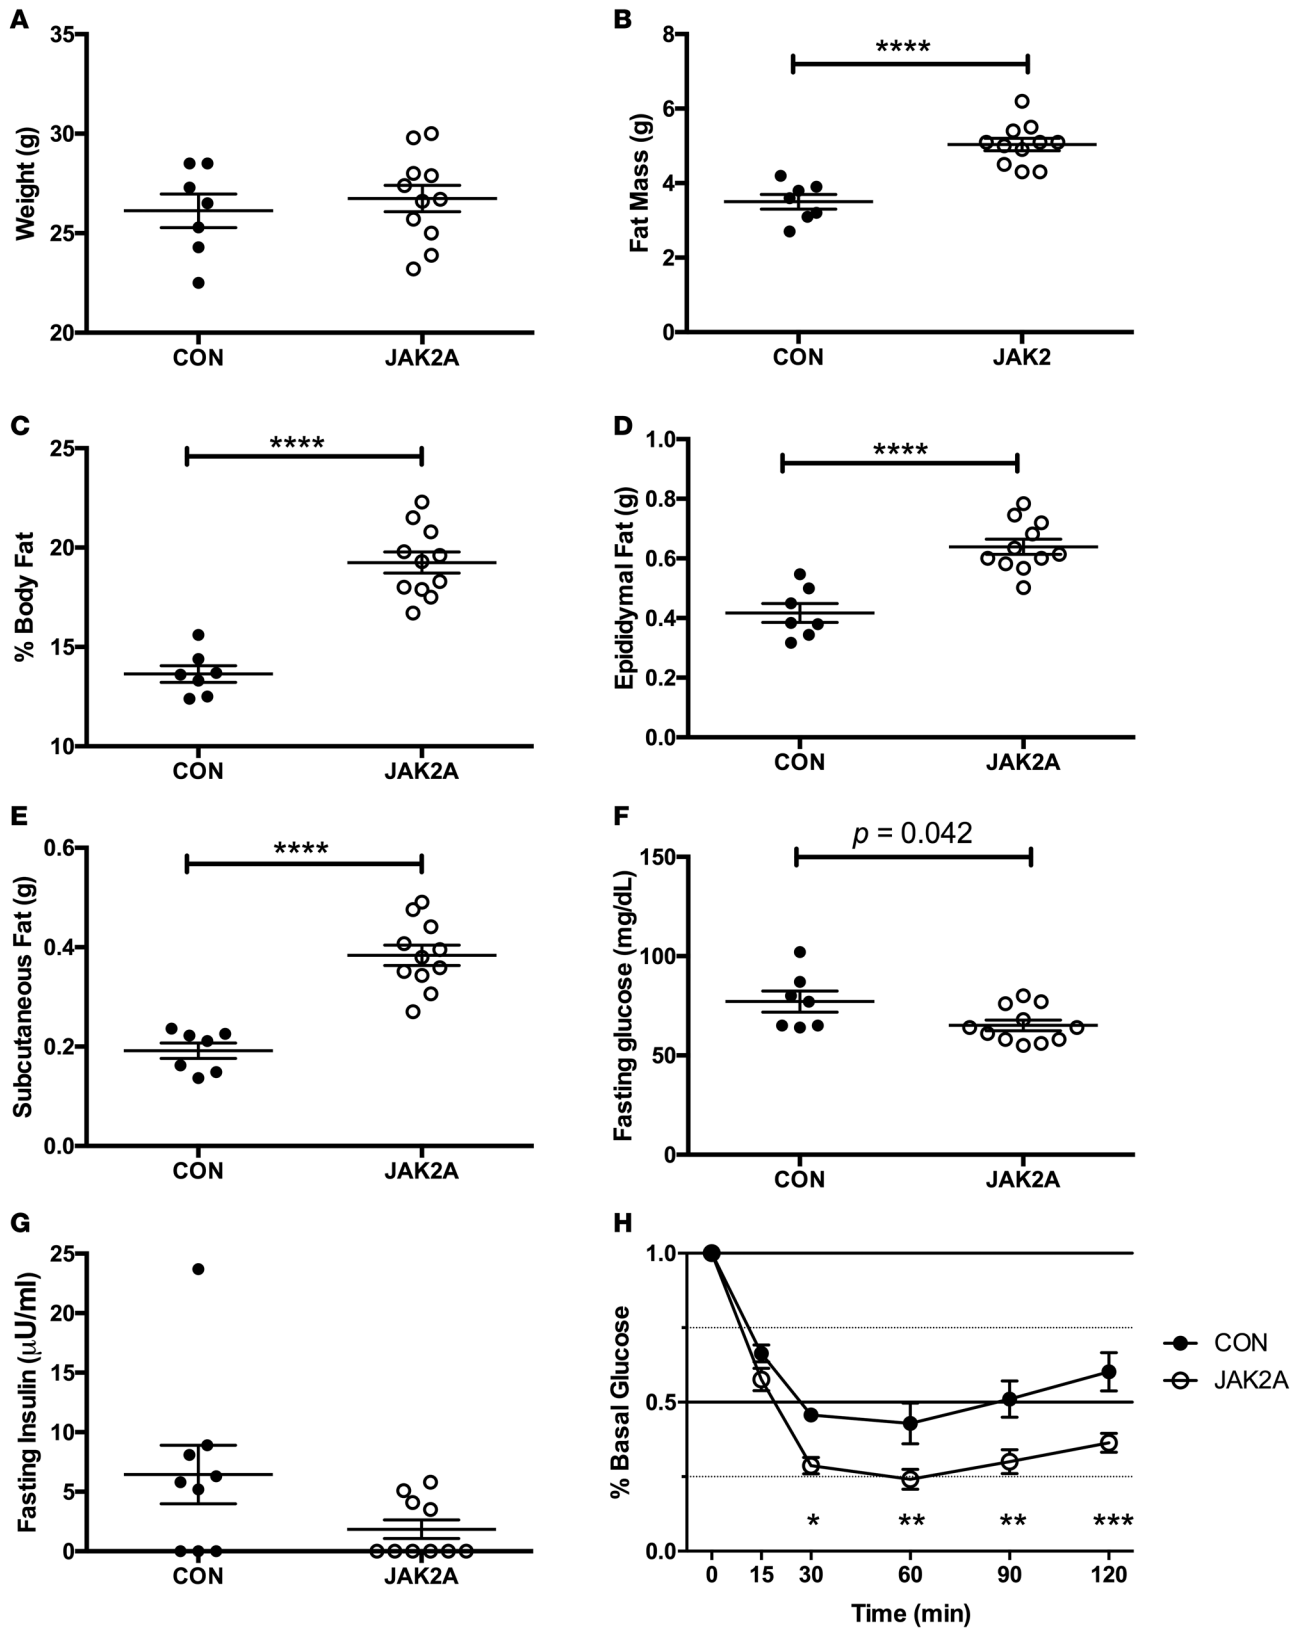 A
Weight (g)
35
30
25
20
CON JAK2A
B
Fat Mass (g)
8
6
4
2
0
****
CON JAK2
C
% Body Fat
25
20
15
10
****
CON JAK2A
D
Epididymal Fat (g)
1.0
0.8
0.6
0.4
0.2
0.0
****
CON JAK2A
E
Subcutaneous Fat (g)
0.6
0.4
0.2
0.0
****
CON JAK2A
F
Fasting glucose (mg/dL)
p = 0.042
150
100
50
0
CON JAK2A
G
Fasting Insulin (μU/ml)
25
20
15
10
5
0
CON JAK2A
H
% Basal Glucose
1.0
0.5
0.0
CON
JAK2A
* ** ** ***
0 15 30 60 90 120
Time (min)